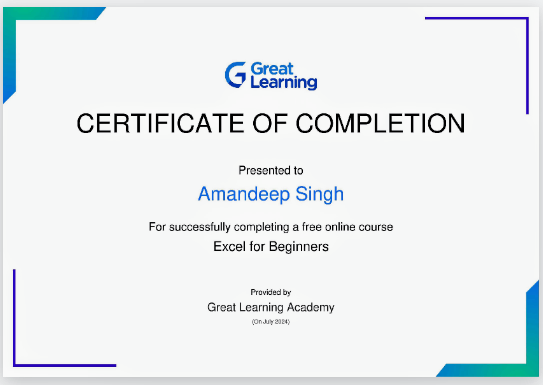 Great
Learning
CERTIFICATE OF COMPLETION
Presented to
Amandeep Singh
For successfully completing a free online course
Excel for Beginners
Provided by
Great Learning Academy
(On July 2024)